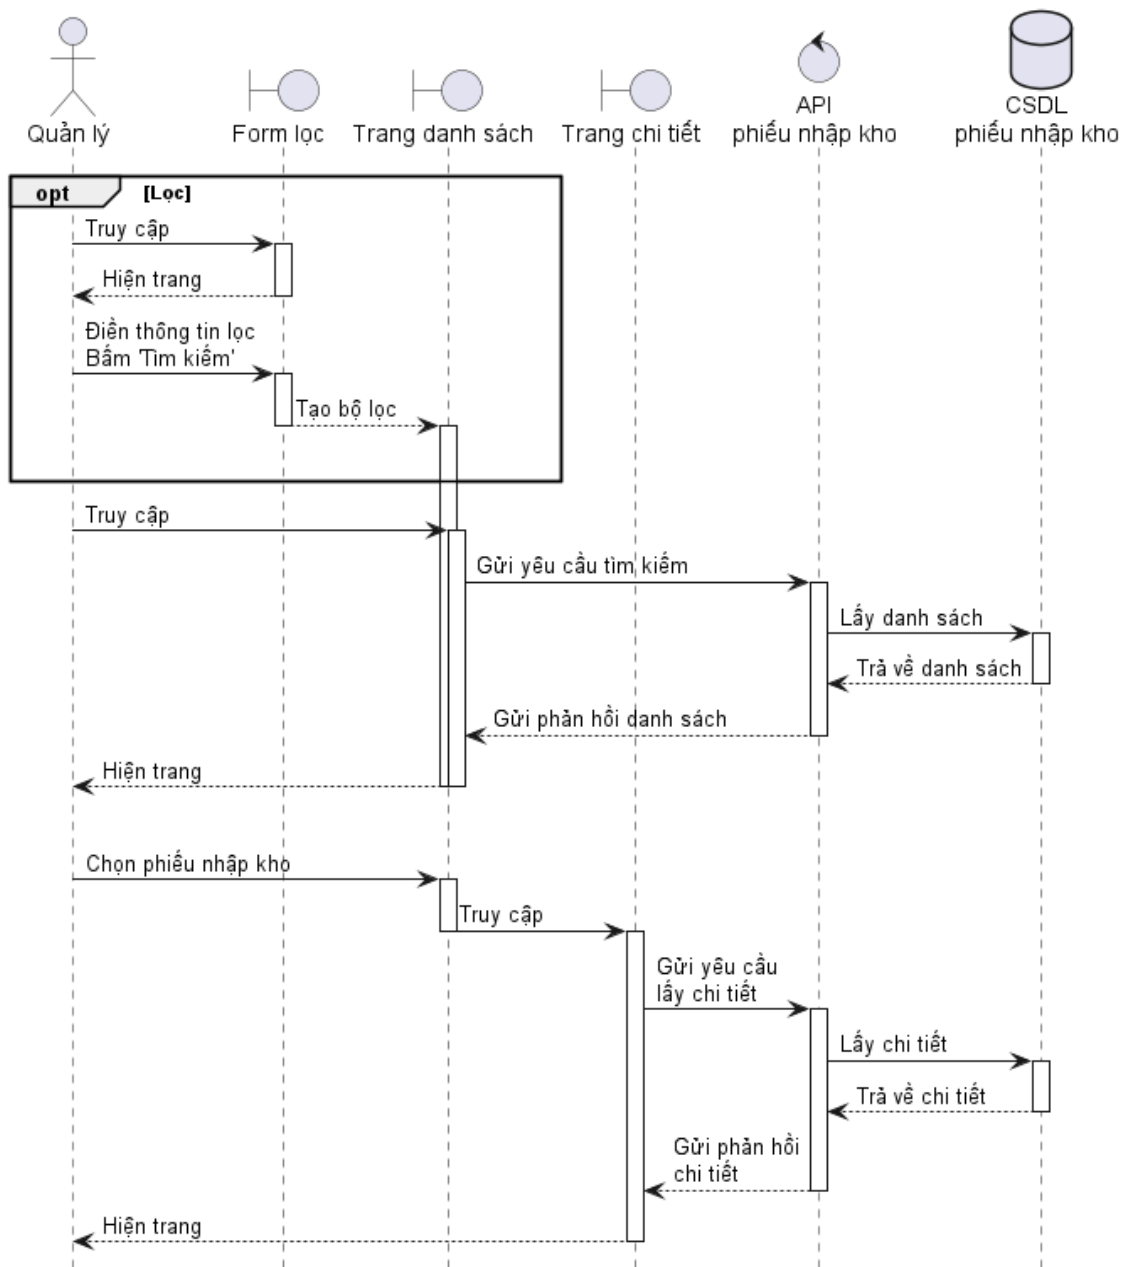 Quản lý
Form lọc
Trang danh sách
Trang chi tiết
API
phiếu nhập kho
CSDL
phiếu nhập kho
opt
[Lọc]
Truy cập
Hiện trang
Điền thông tin lọc
Bấm 'Tìm kiếm'
Tạo bộ lọc
Truy cập
Gửi yêu cầu tìm kiếm
Lấy danh sách
Trả về danh sách
Gửi phản hồi danh sách
Hiện trang
Chọn phiếu nhập kho
Truy cập
Gửi yêu cầu
lấy chi tiết
Lấy chi tiết
Trả về chi tiết
Gửi phản hồi
chi tiết
Hiện trang